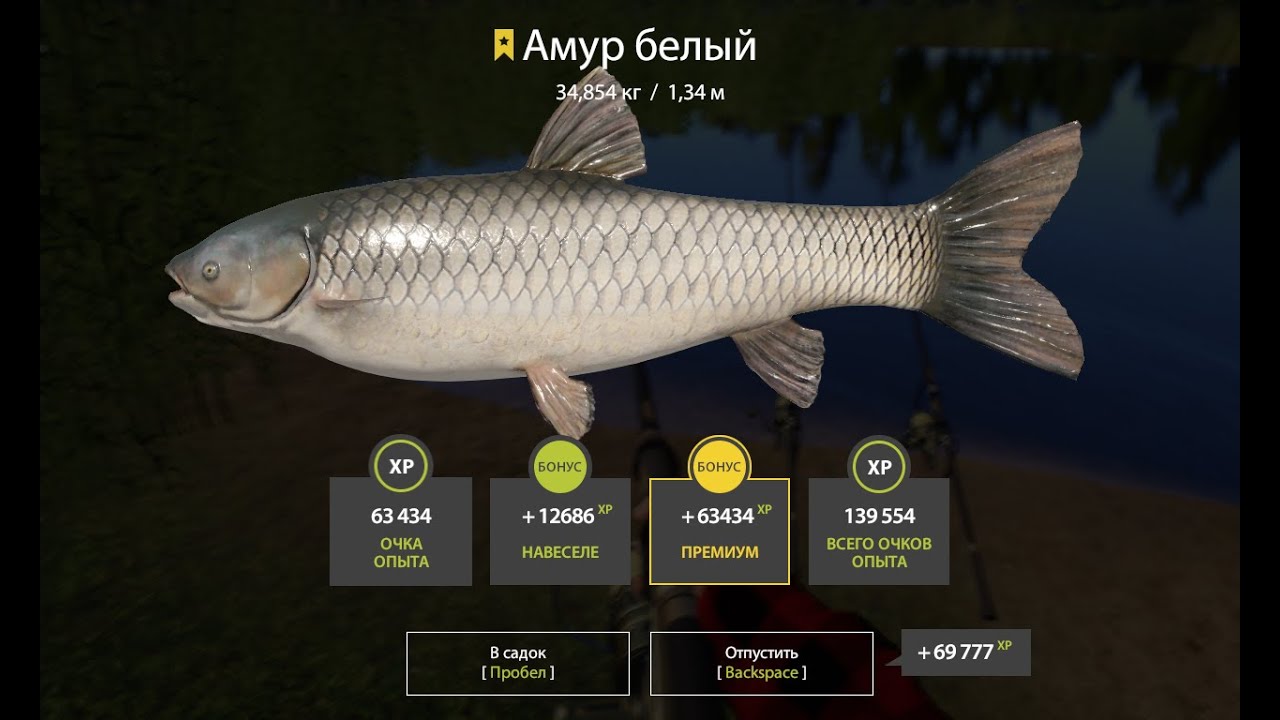 Амур белый
34,854 кг / 1,34 м
XP
63 434
ОЧКА
ОПЫТА
БОНУС
+12686 XP
НАВЕСЕЛЕ
БОНУС
+63434 XP
ПРЕМИУМ
XP
139 554
ВСЕГО ОЧКОВ
ОПЫТА
В садок
[ Пробел ]
Отпустить
[ Backspace ]
+69 777 XP